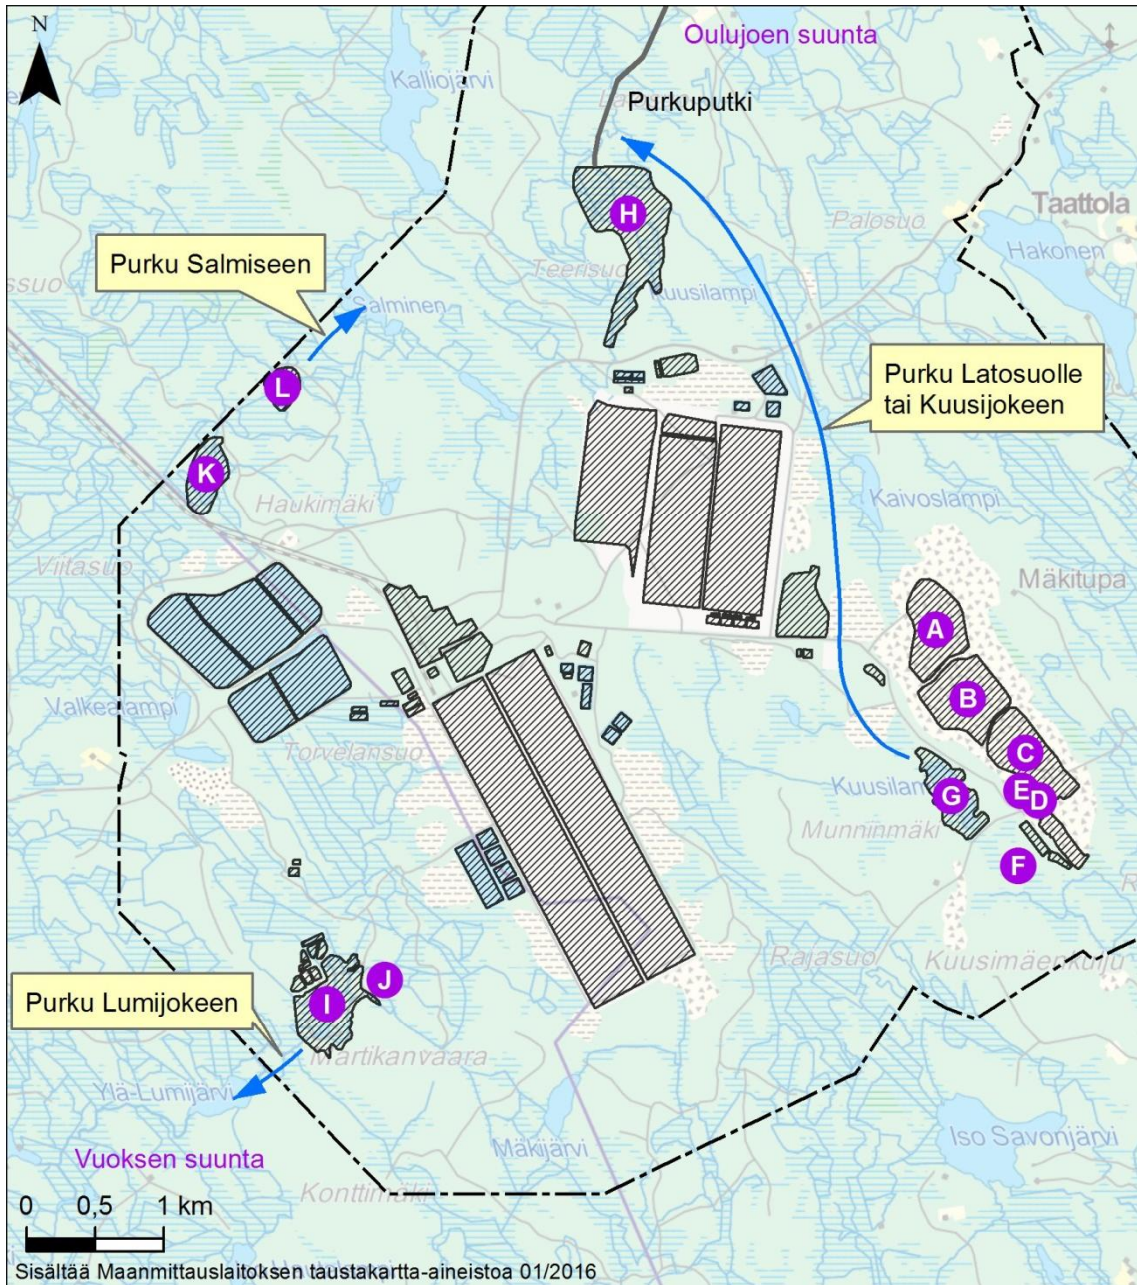 N
Oulujoen suunta
Kalliojärvi
Purkuputki
H
Palosuo
Taattola
Hakonen
Purku Salmiseen
Teerisuo
Kuusilampi
Salminen
L
Purku Latosuolle
tai Kuusijokeen
K
Haukimäki
Kaivoslampi
Viitasuo
Mäkitupa
A
B
Valkealampi
Torvelansuo
C
E
D
G
Munninmäki
F
Rajasuo
Kuusimäenkulju
J
I
Purku Lumijokeen
Martikanvaara
Ylä-Lumijärvi
Mäkijärvi
Iso Savonjärvi
Vuoksen suunta
Konttimäki
0 0,5 1 km
Sisältää Maanmittauslaitoksen taustakartta-aineistoa 01/2016